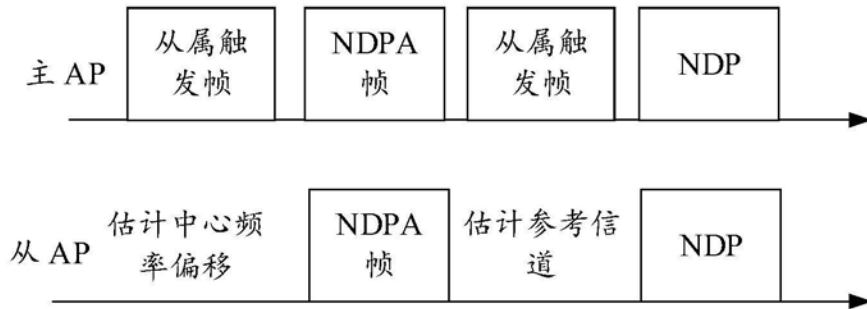 主 AP
从属触
发帧
NDPA
帧
从属触
发帧
NDP
从 AP
估计中心频
率偏移
NDPA
帧
估计参考信
道
NDP